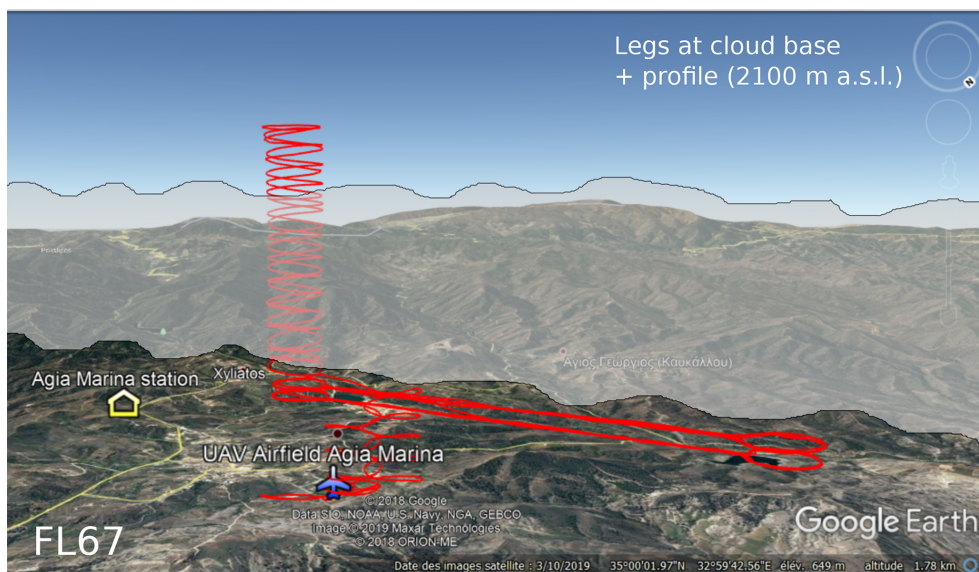 Legs at cloud base
+ profile (2100 m a.s.l.)
N
Άγιος Γεώργιος (Καυκάλλου)
Xyliatos
Agia Marina station
UAV Airfield Agia Marina
© 2018 Google
Data SIO, NOAA, U.S. Navy, NGA, GEBCO
Image © 2019 Maxar Technologies
© 2018 ORION-ME
Google Earth
FL67
Date des images satellite : 3/10/2019 35°00'01.97"N 32°59'42.56"E élév. 649 m altitude 1.78 km